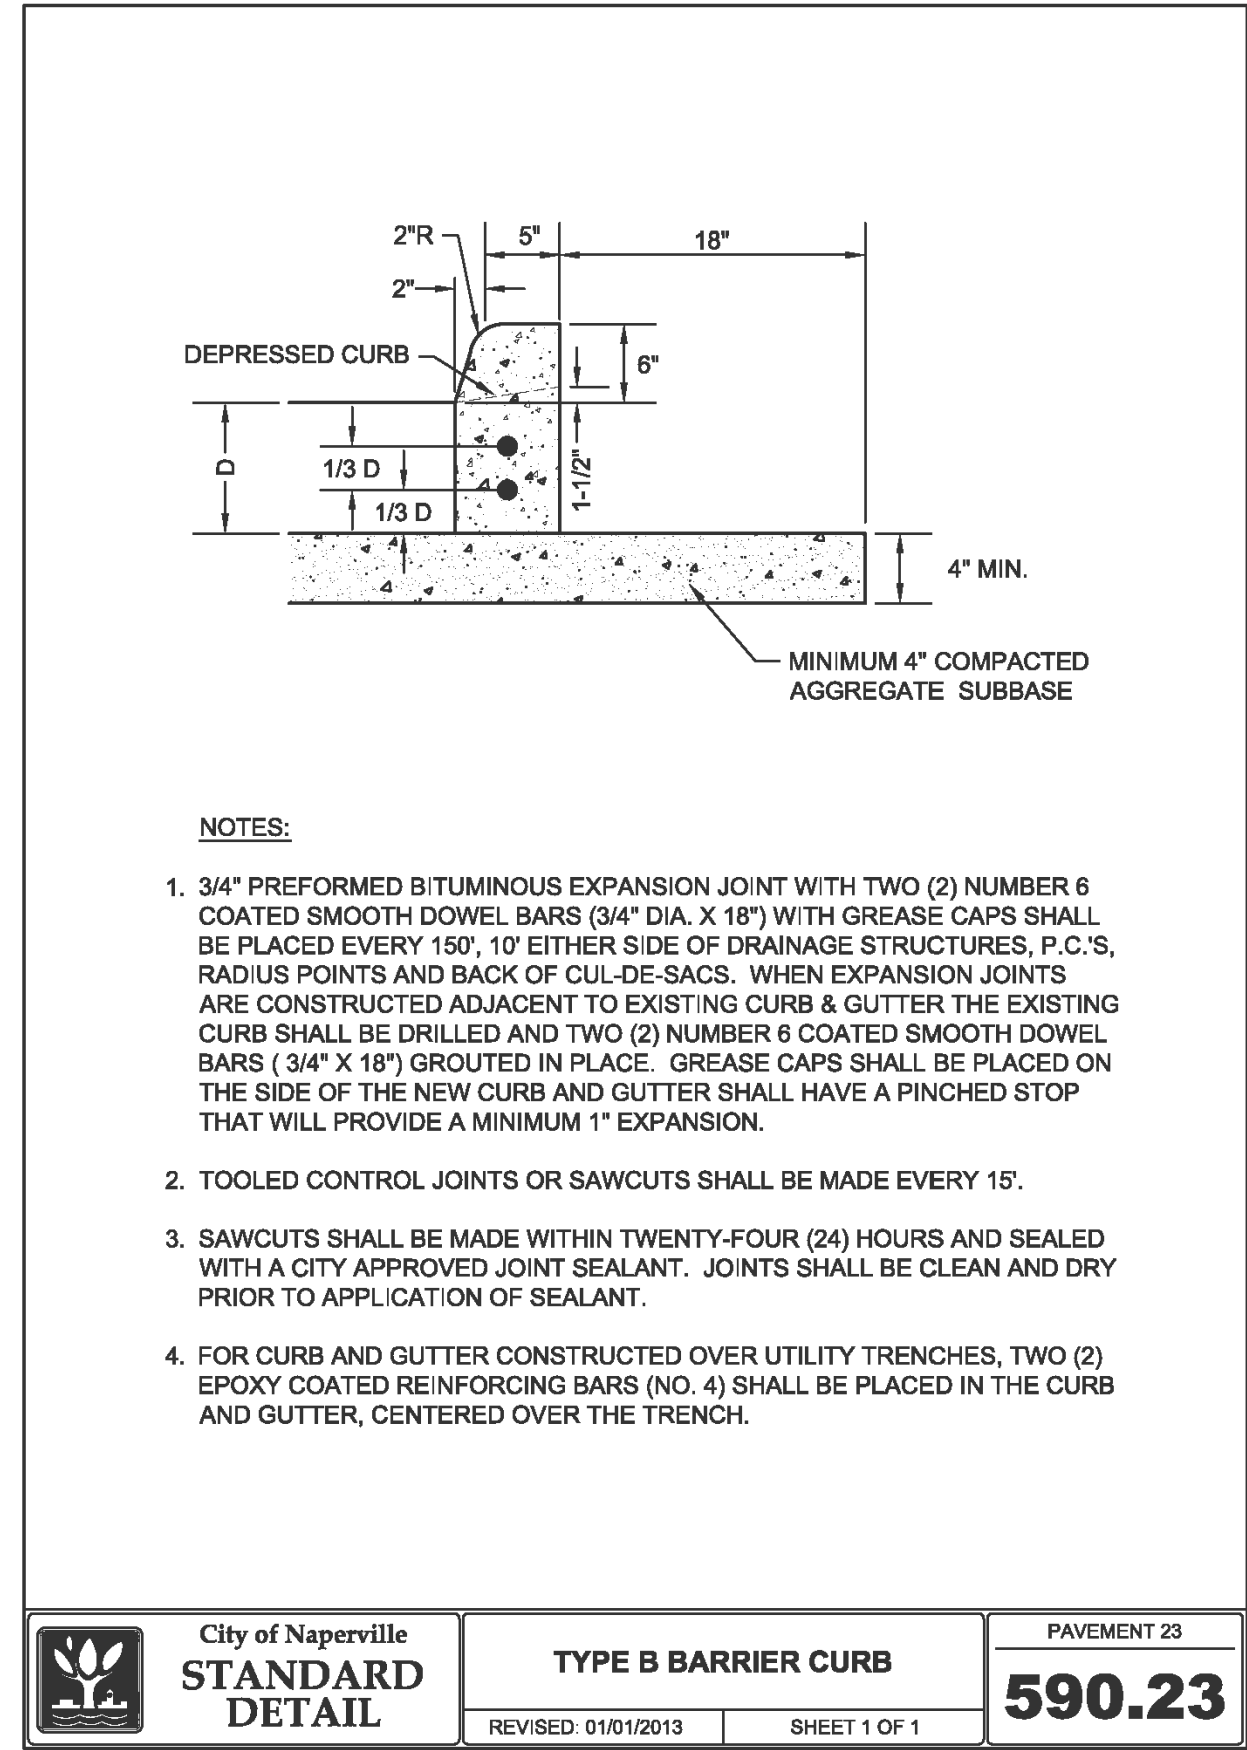 2"R
5"
18"
2"
DEPRESSED CURB
6"
D
1/3 D
1-1/2"
1/3 D
4" MIN.
MINIMUM 4" COMPACTED
AGGREGATE SUBBASE
NOTES:
1. 3/4" PREFORMED BITUMINOUS EXPANSION JOINT WITH TWO (2) NUMBER 6
COATED SMOOTH DOWEL BARS (3/4" DIA. X 18") WITH GREASE CAPS SHALL
BE PLACED EVERY 150', 10' EITHER SIDE OF DRAINAGE STRUCTURES, P.C.'S,
RADIUS POINTS AND BACK OF CUL-DE-SACS. WHEN EXPANSION JOINTS
ARE CONSTRUCTED ADJACENT TO EXISTING CURB & GUTTER THE EXISTING
CURB SHALL BE DRILLED AND TWO (2) NUMBER 6 COATED SMOOTH DOWEL
BARS ( 3/4" X 18") GROUTED IN PLACE. GREASE CAPS SHALL BE PLACED ON
THE SIDE OF THE NEW CURB AND GUTTER SHALL HAVE A PINCHED STOP
THAT WILL PROVIDE A MINIMUM 1" EXPANSION.
2. TOOLED CONTROL JOINTS OR SAWCUTS SHALL BE MADE EVERY 15'.
3. SAWCUTS SHALL BE MADE WITHIN TWENTY-FOUR (24) HOURS AND SEALED
WITH A CITY APPROVED JOINT SEALANT. JOINTS SHALL BE CLEAN AND DRY
PRIOR TO APPLICATION OF SEALANT.
4. FOR CURB AND GUTTER CONSTRUCTED OVER UTILITY TRENCHES, TWO (2)
EPOXY COATED REINFORCING BARS (NO. 4) SHALL BE PLACED IN THE CURB
AND GUTTER, CENTERED OVER THE TRENCH.
City of Naperville
STANDARD
DETAIL
TYPE B BARRIER CURB
REVISED: 01/01/2013
SHEET 1 OF 1
PAVEMENT 23
590.23